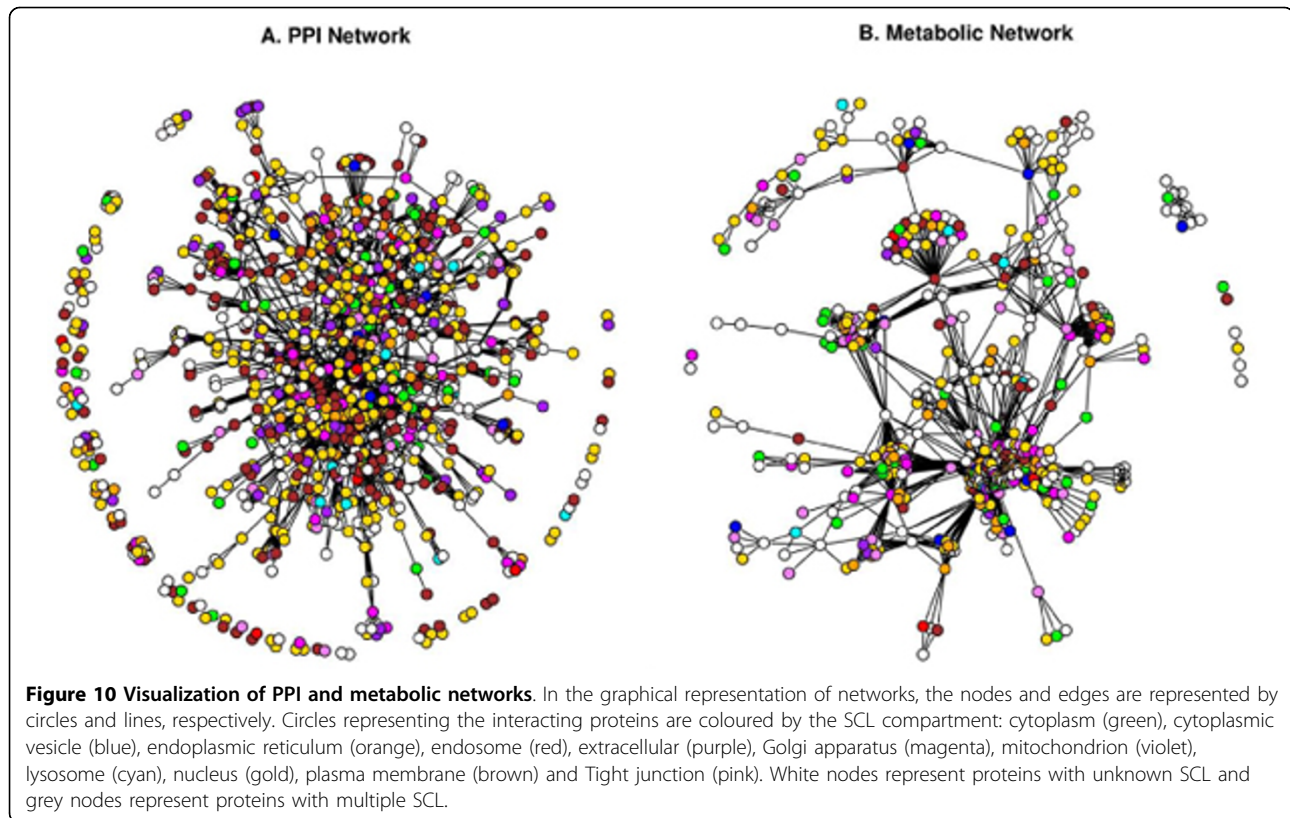 A. PPI Network
B. Metabolic Network
Figure 10 Visualization of PPI and metabolic networks. In the graphical representation of networks, the nodes and edges are represented by
circles and lines, respectively. Circles representing the interacting proteins are coloured by the SCL compartment: cytoplasm (green), cytoplasmic
vesicle (blue), endoplasmic reticulum (orange), endosome (red), extracellular (purple), Golgi apparatus (magenta), mitochondrion (violet),
lysosome (cyan), nucleus (gold), plasma membrane (brown) and Tight junction (pink). White nodes represent proteins with unknown SCL and
grey nodes represent proteins with multiple SCL.